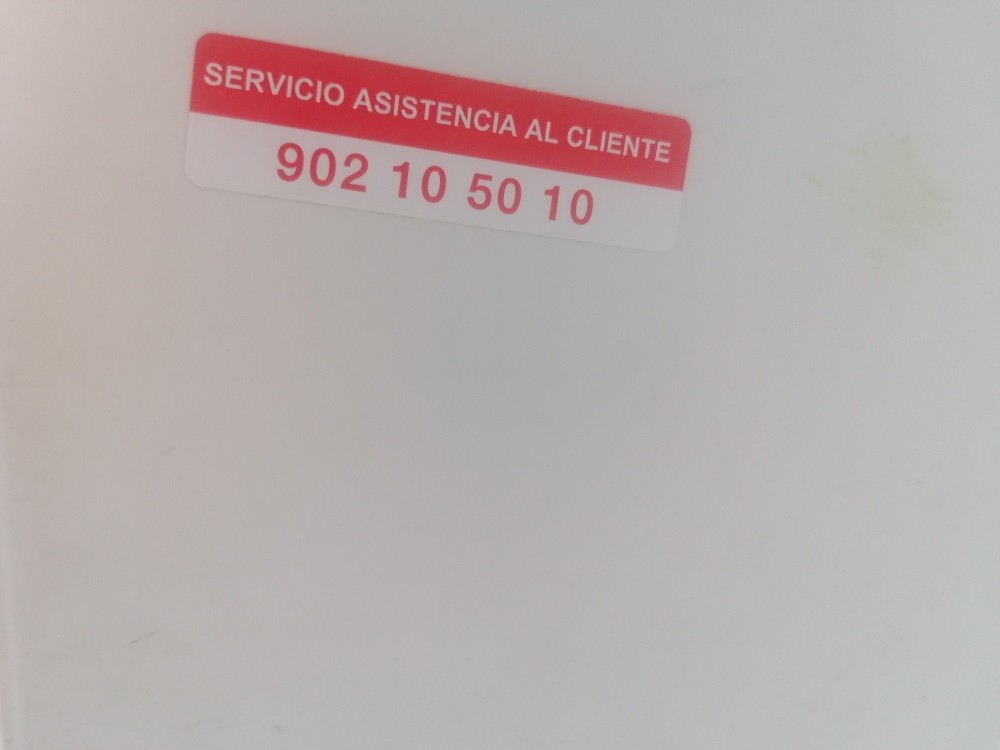 SERVICIO ASISTENCIA AL CLIENTE
902 10 50 10